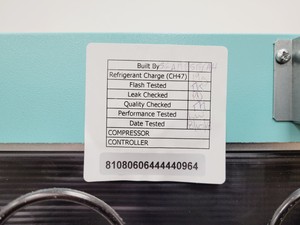 Built By
Refrigerant Charge (CH47)
Flash Tested
Leak Checked
Quality Checked
Performance Tested
Date Tested
COMPRESSOR
CONTROLLER
81080606444440964